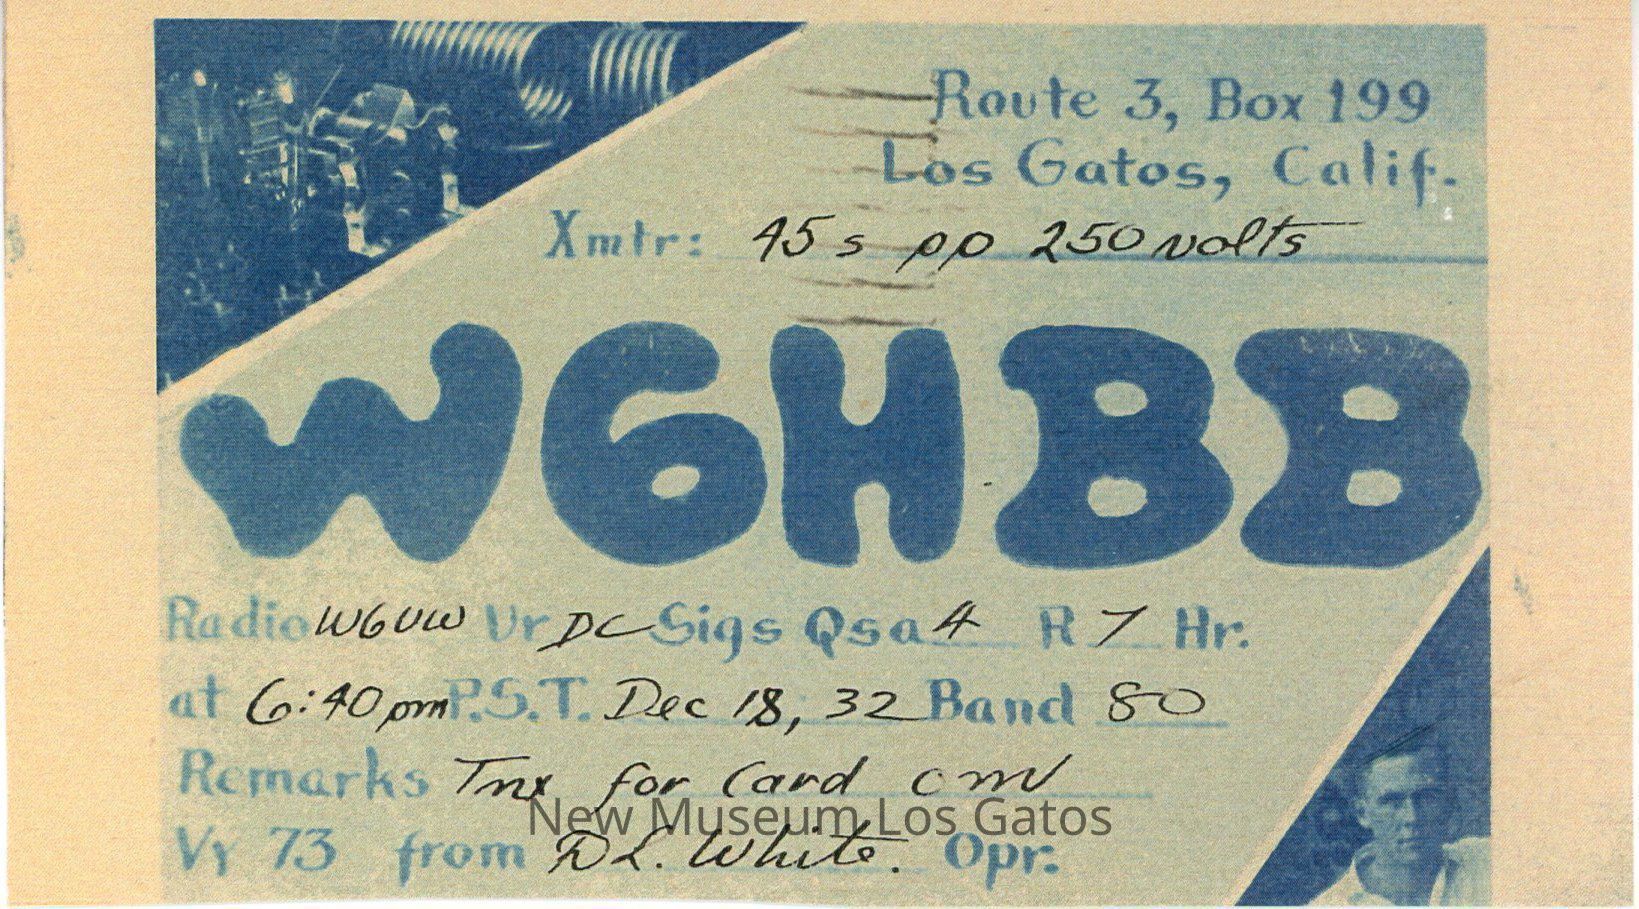 Route 3, Box 199
Los Gatos, Calif.
Xmtr: 45s pp 250 volts
W6HBB
Radio W6UW Ur DC Sigs Qsa 4 R 7 Hr.
at 6:40 pm P.S.T. Dec 18, 32 Band 80
Remarks Tnx for Card
New Museum Los Gatos
Vy 73 from D.L. White. Opr.